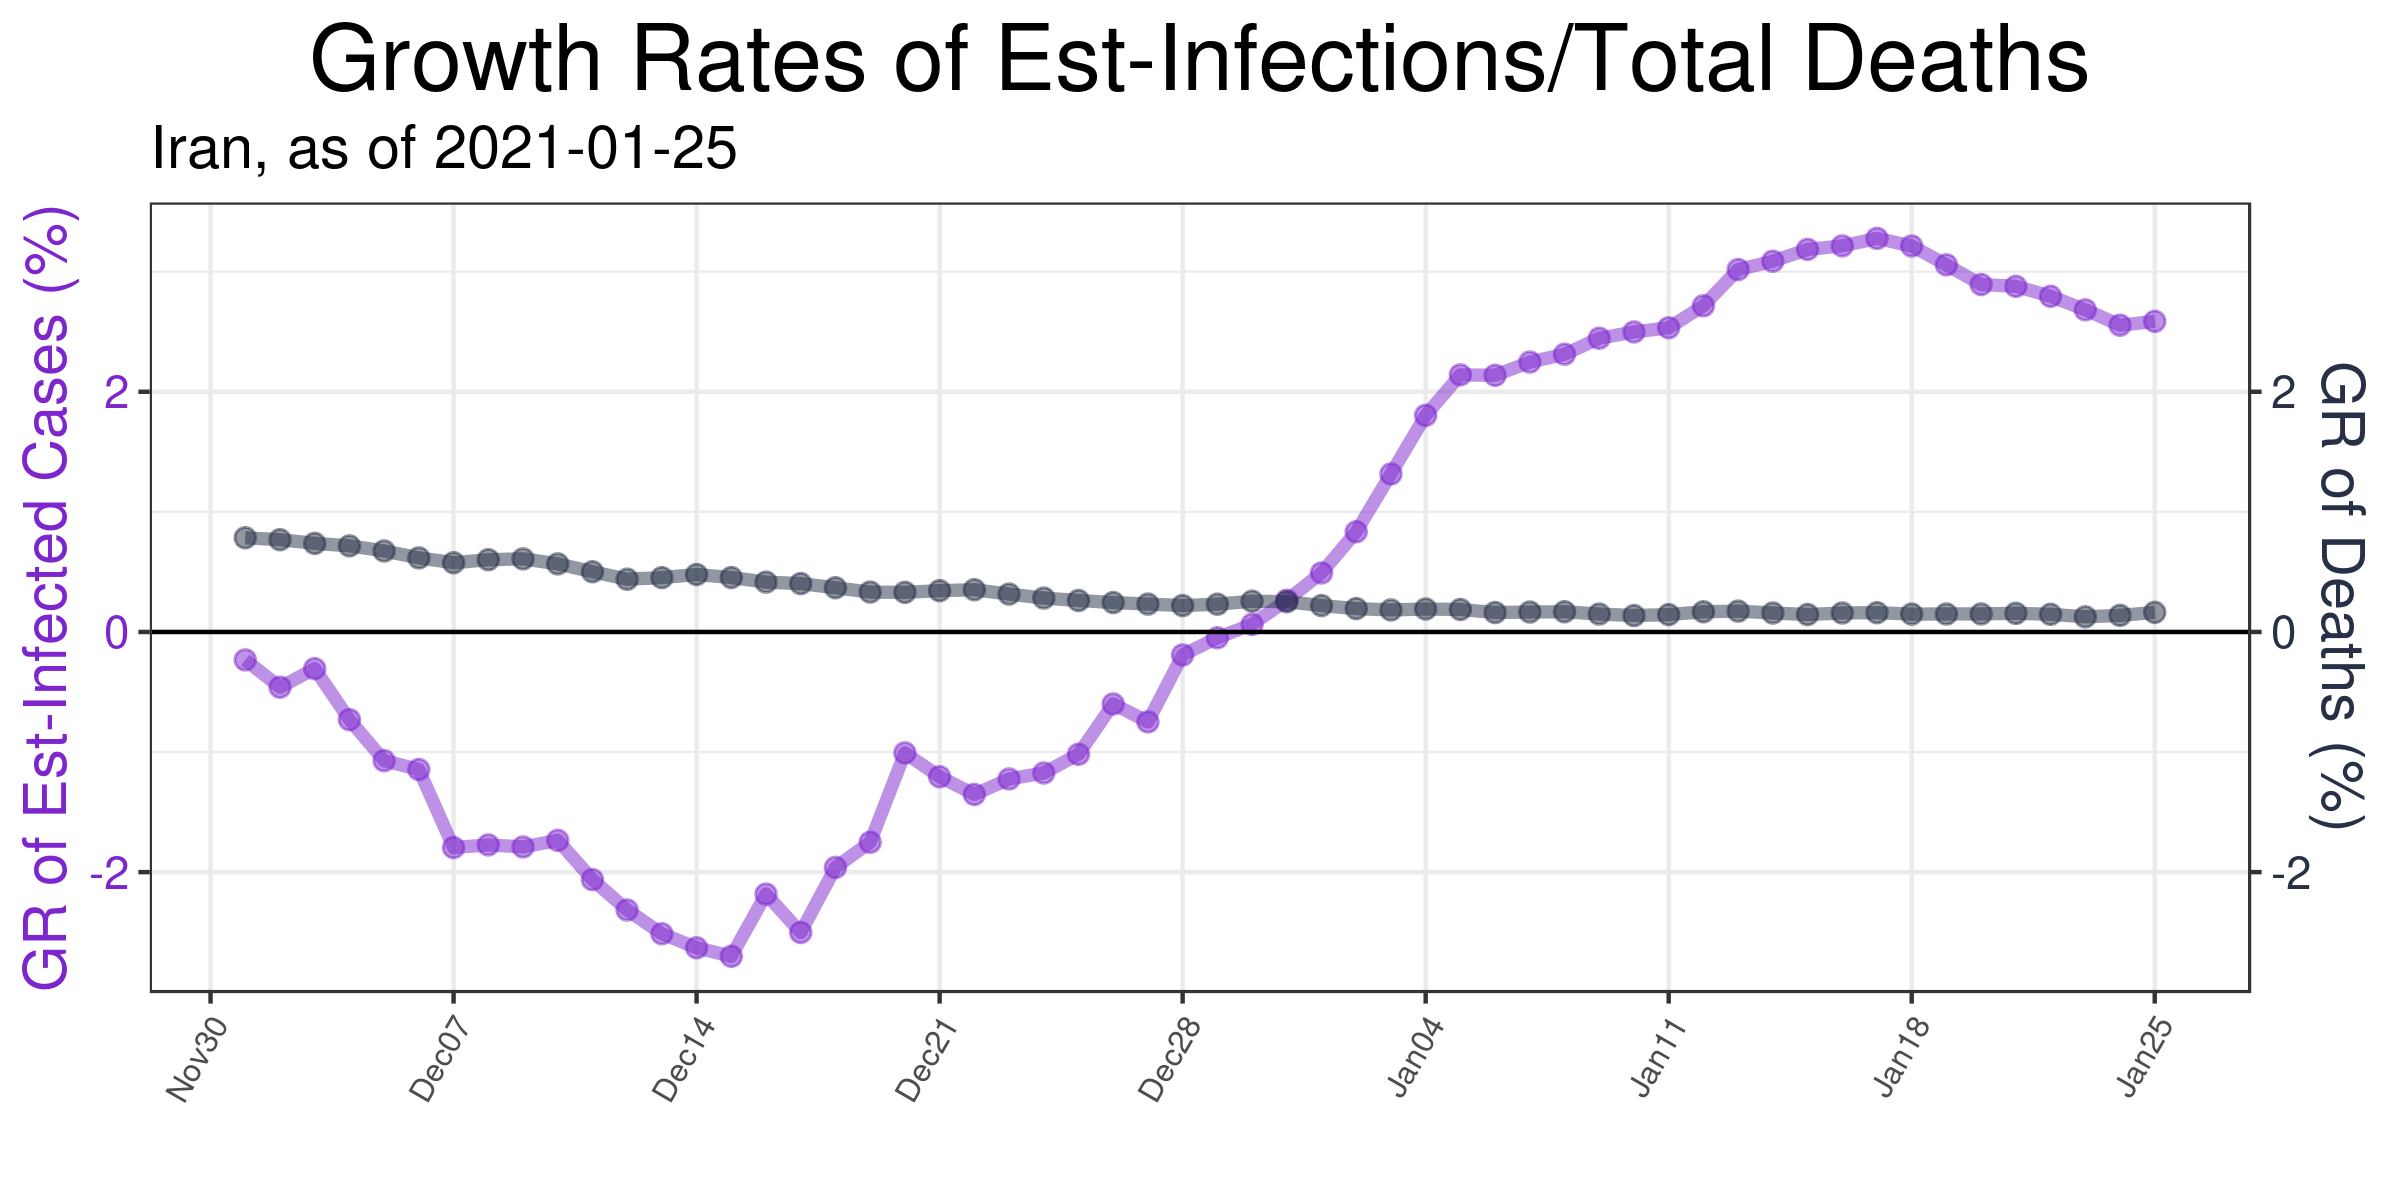 Growth Rates of Est-Infections/Total Deaths
Iran, as of 2021-01-25
GR of Est-Infected Cases (%)
2
0
-2
2
0
-2
GR of Deaths (%)
Nov30
Dec07
Dec14
Dec21
Dec28
Jan04
Jan11
Jan18
Jan25